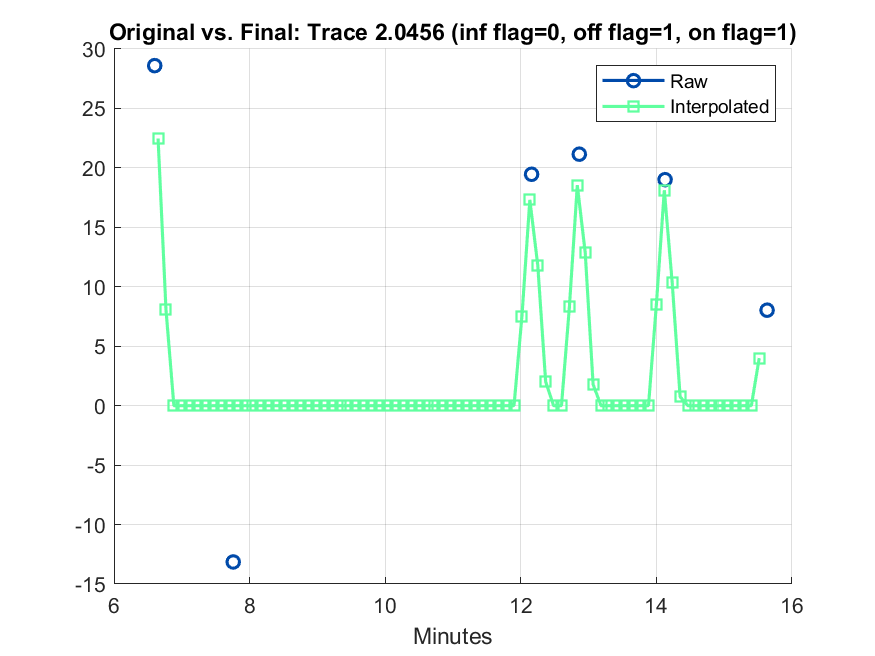 Original vs. Final: Trace 2.0456 (inf flag=0, off flag=1, on flag=1)
30
25
20
15
10
5
0
-5
-10
-15
Raw
Interpolated
6 8 10 12 14 16
Minutes